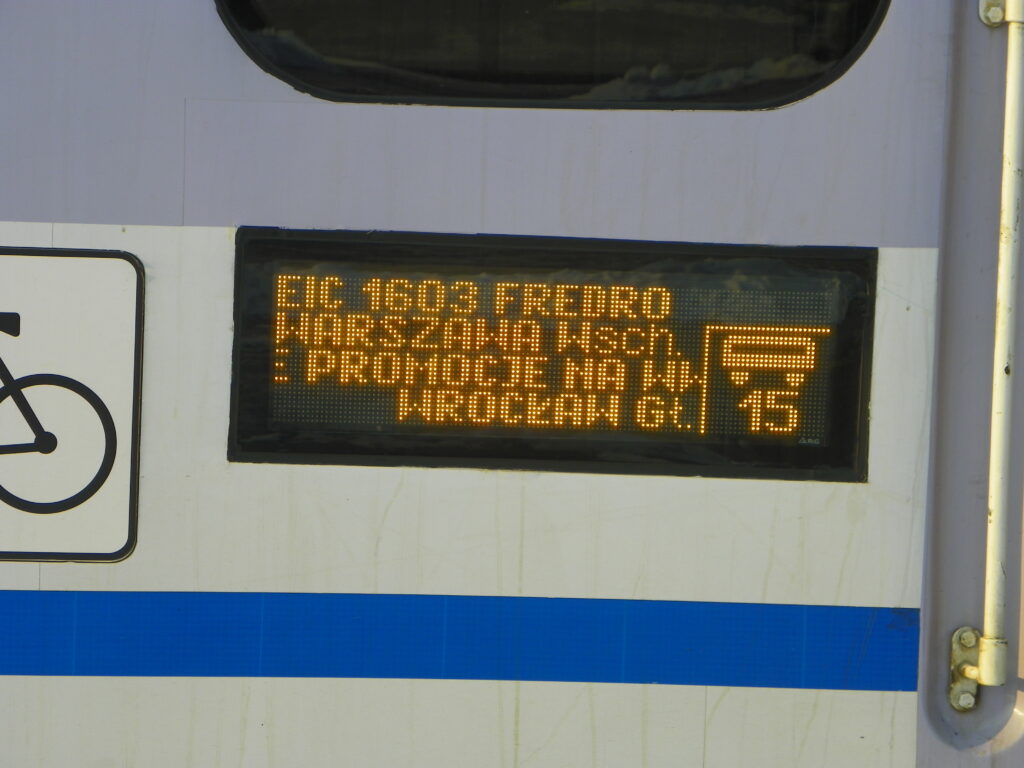 EIC 1603 FREDRO
WARSZAWA Wsch.
E PROMOCJE NA WW
WROCŁAW Gł.
15